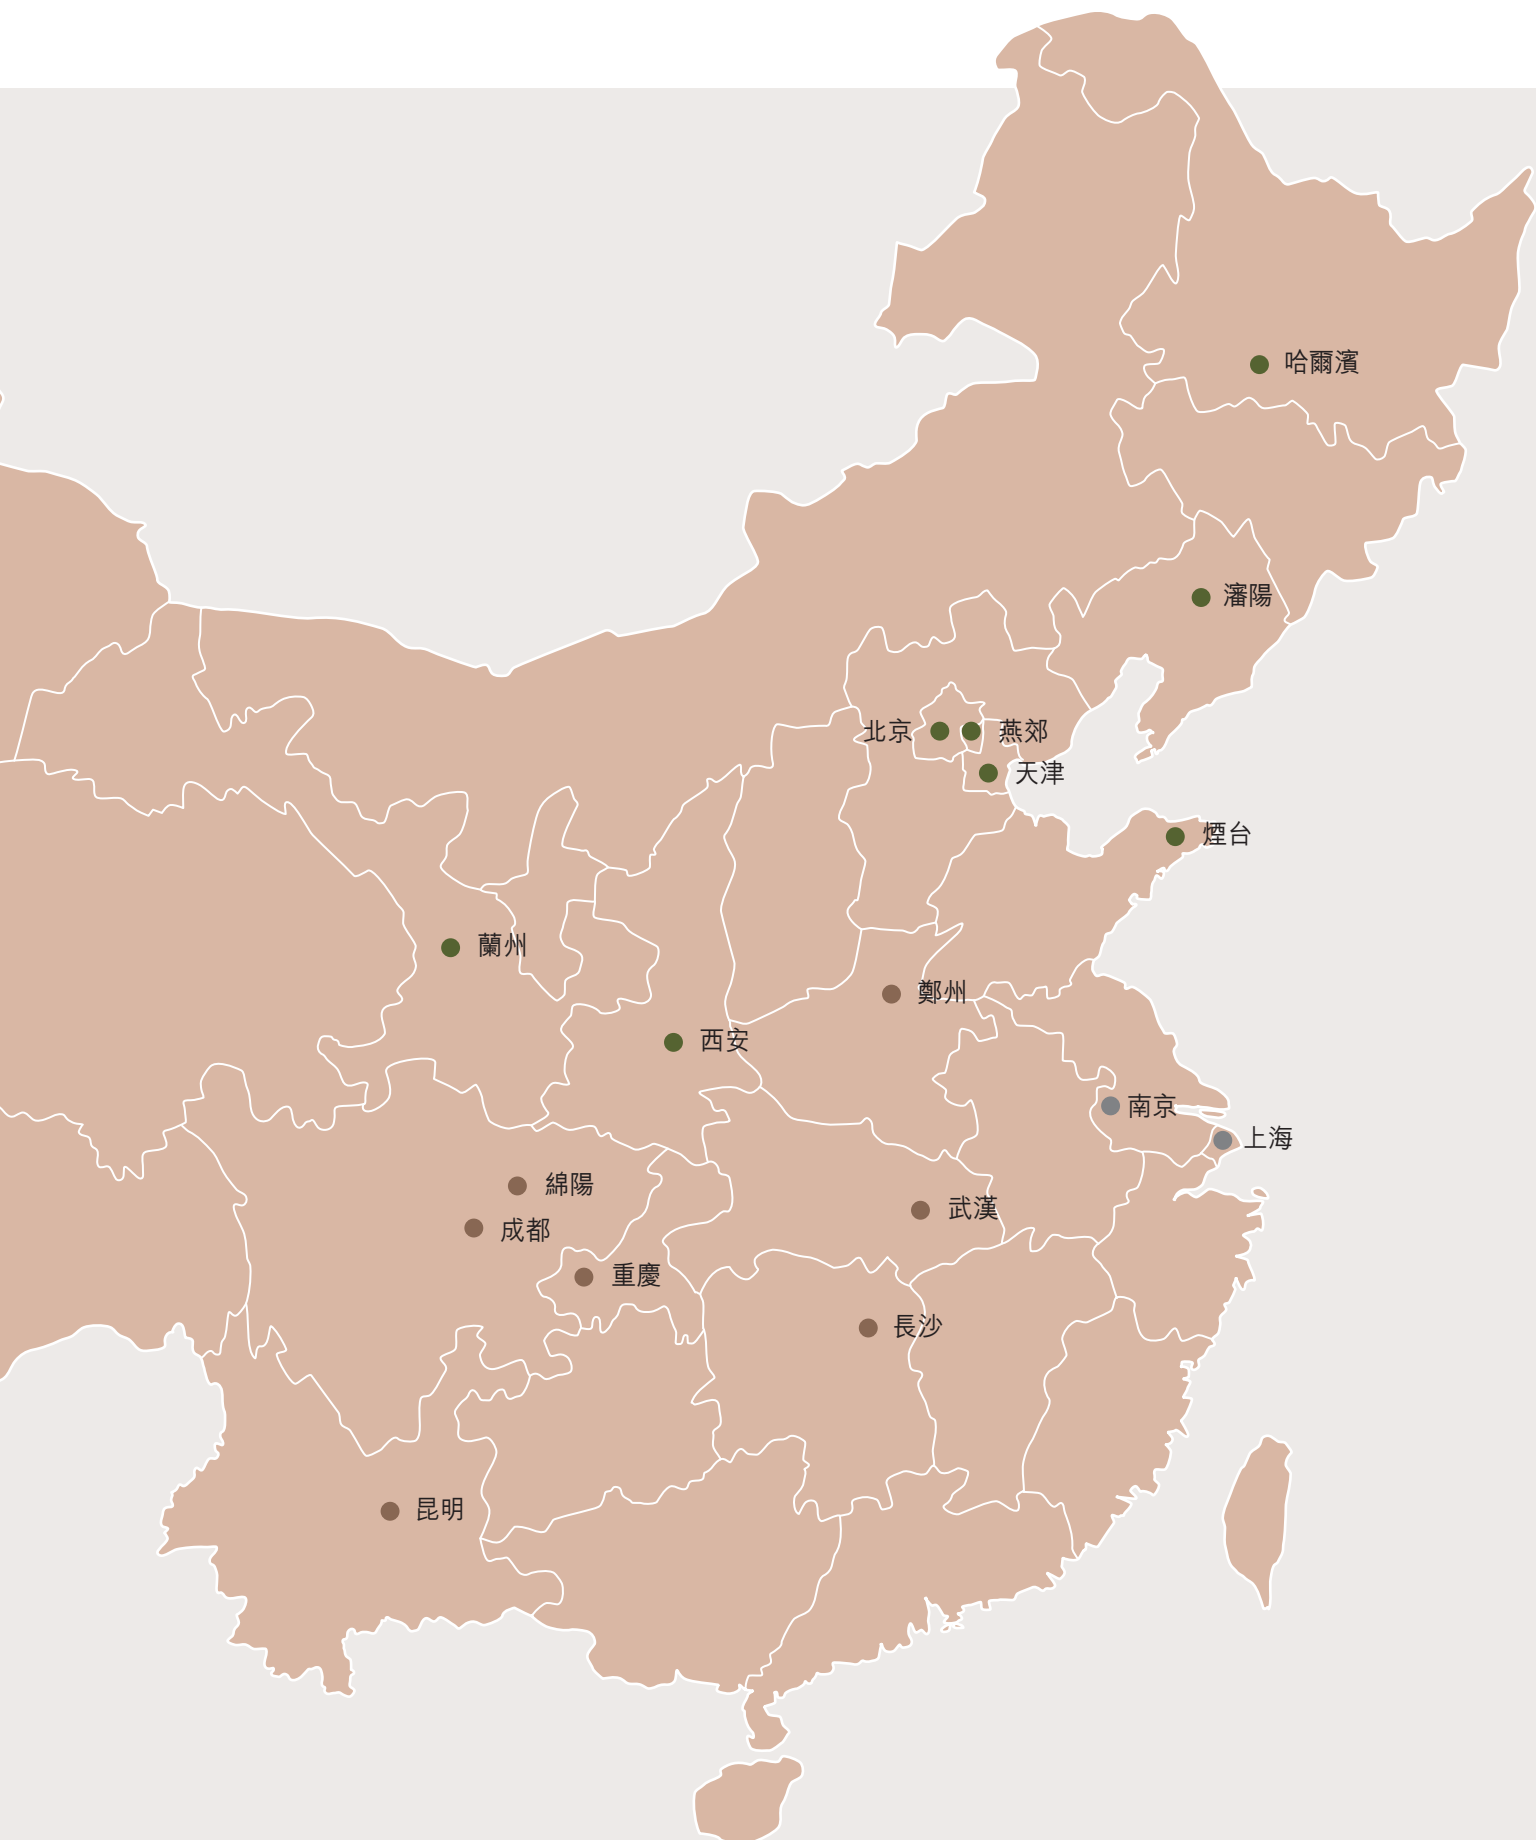 哈爾濱
瀋陽
北京
燕郊
天津
煙台
蘭州
鄭州
西安
南京
上海
綿陽
武漢
成都
重慶
長沙
昆明